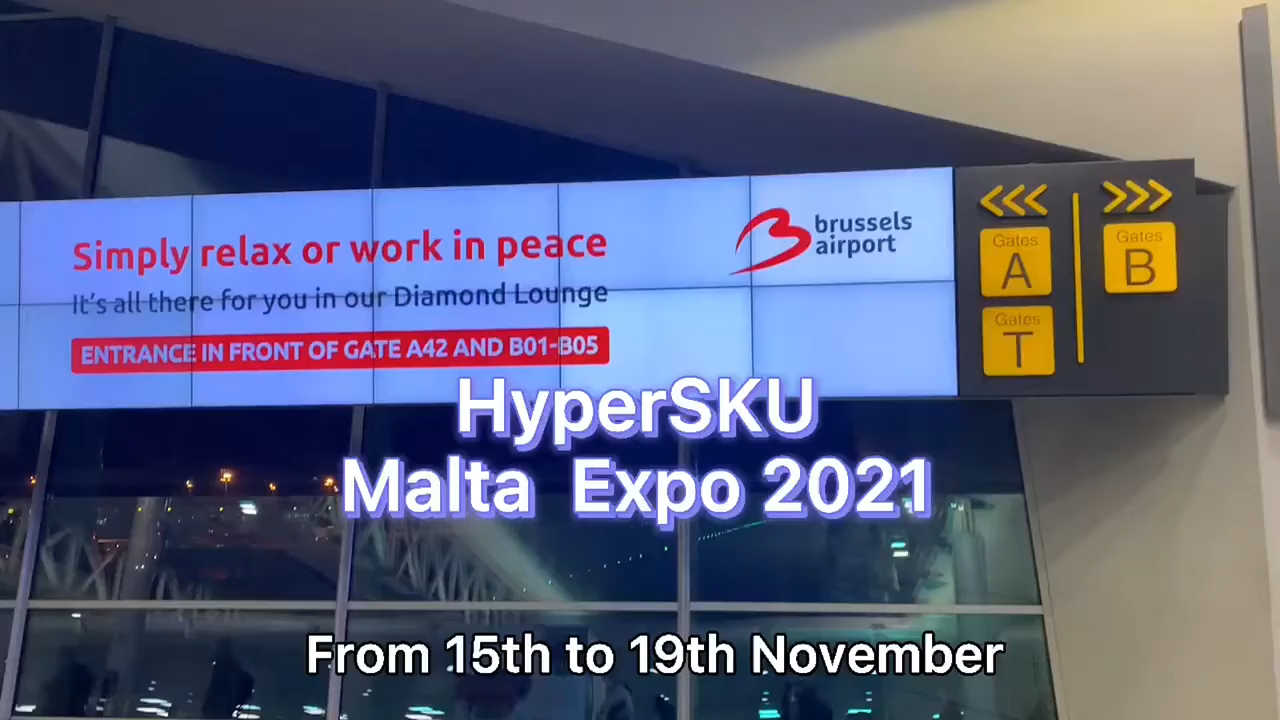 Simply relax or work in peace
It's all there for you in our Diamond Lounge
ENTRANCE IN FRONT OF GATE A42 AND B01-B05
brussels
airport
<<<
>>>
Gates
A
Gates
B
Gates
T
HyperSKU
Malta Expo 2021
From 15th to 19th November